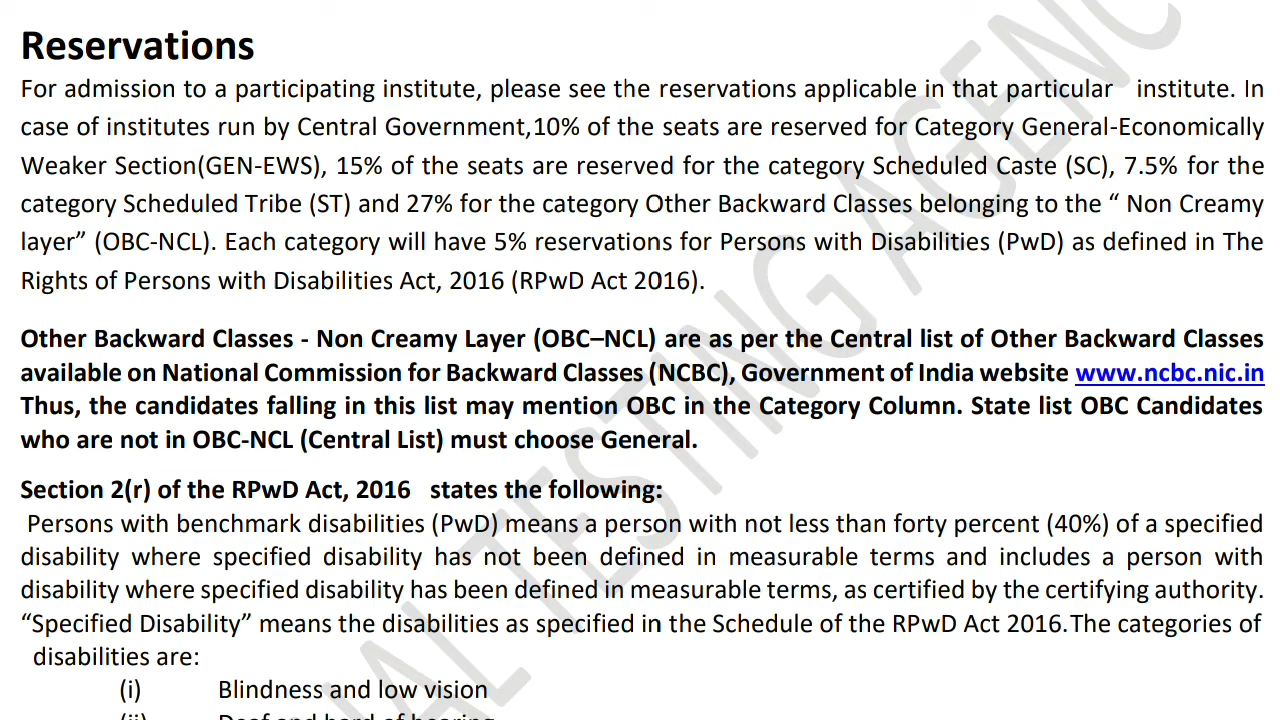 Reservations
For admission to a participating institute, please see the reservations applicable in that particular institute. In
case of institutes run by Central Government,10% of the seats are reserved for Category General-Economically
Weaker Section(GEN-EWS), 15% of the seats are reserved for the category Scheduled Caste (SC), 7.5% for the
category Scheduled Tribe (ST) and 27% for the category Other Backward Classes belonging to the “ Non Creamy
layer” (OBC-NCL). Each category will have 5% reservations for Persons with Disabilities (PwD) as defined in The
Rights of Persons with Disabilities Act, 2016 (RPwD Act 2016).
Other Backward Classes - Non Creamy Layer (OBC–NCL) are as per the Central list of Other Backward Classes
available on National Commission for Backward Classes (NCBC), Government of India website www.ncbc.nic.in
Thus, the candidates falling in this list may mention OBC in the Category Column. State list OBC Candidates
who are not in OBC-NCL (Central List) must choose General.
Section 2(r) of the RPwD Act, 2016 states the following:
Persons with benchmark disabilities (PwD) means a person with not less than forty percent (40%) of a specified
disability where specified disability has not been defined in measurable terms and includes a person with
disability where specified disability has been defined in measurable terms, as certified by the certifying authority.
“Specified Disability” means the disabilities as specified in the Schedule of the RPwD Act 2016.The categories of
disabilities are:
(i) Blindness and low vision
(ii) Deaf and hard of hearing
AL TESTING AGENC